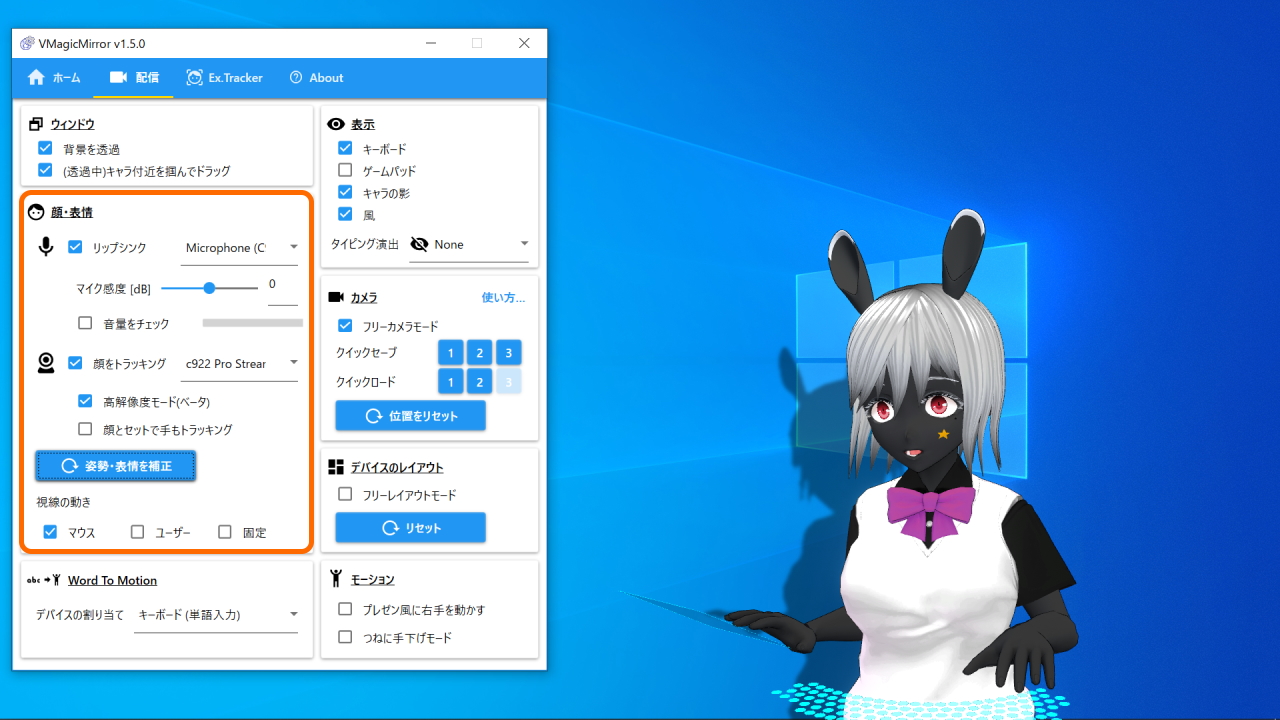 VMagicMirror v1.5.0
ホーム
配信
Ex.Tracker
About
ウィンドウ
背景を透過
(透過中)キャラ付近を掴んでドラッグ
顔・表情
リップシンク
Microphone (C
マイク感度 [dB]
0
音量をチェック
顔をトラッキング
c922 Pro Strear
高解像度モード(ベータ)
顔とセットで手もトラッキング
姿勢・表情を補正
視線の動き
マウス
ユーザー
固定
abc
Word To Motion
デバイスの割り当て
キーボード (単語入力)
表示
キーボード
ゲームパッド
キャラの影
風
タイピング演出
None
カメラ
使い方...
フリーカメラモード
クイックセーブ
1 2 3
クイックロード
1 2 3
位置をリセット
デバイスのレイアウト
フリーレイアウトモード
リセット
モーション
プレゼン風に右手を動かす
つねに手下げモード